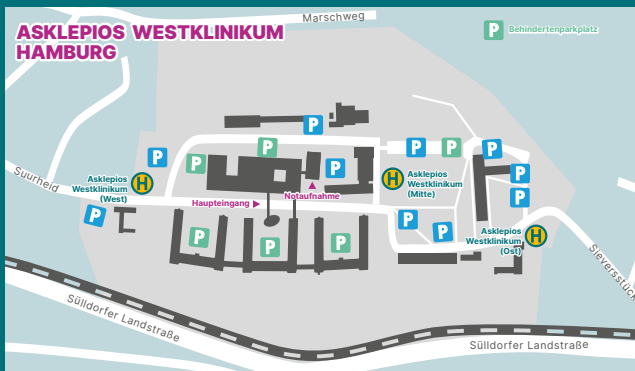 Marschweg
ASKLEPIOS WESTKLINIKUM
HAMBURG
P Behindertenparkplatz
P
P
P
P
P
P
P
P
P
P
P
Suurheid
Asklepios
Westklinikum
(West)
H
H
Asklepios
Westklinikum
(Mitte)
Notaufnahme
Haupteingang
P
P
P
P
P
P
Asklepios
Westklinikum
(Ost)
H
Sieversstück
Sülldorfer Landstraße
Sülldorfer Landstraße